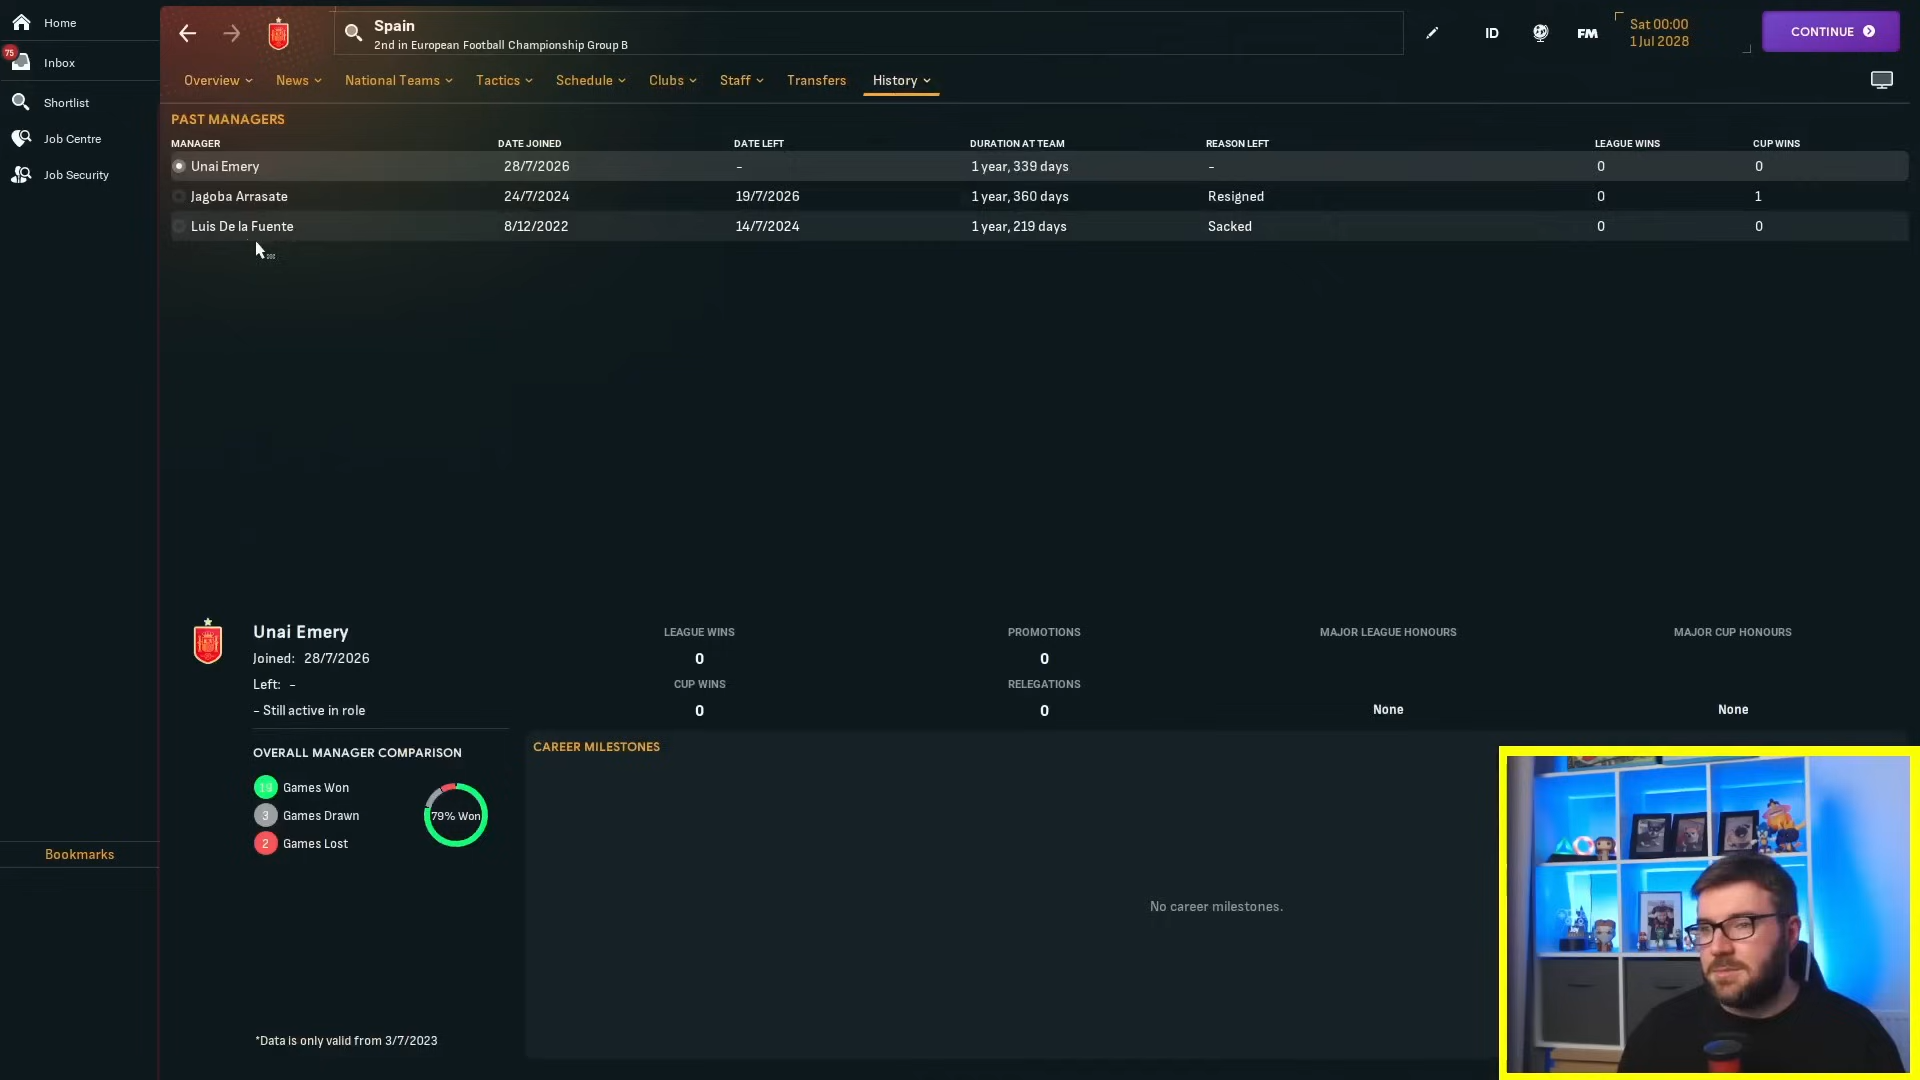 Home
75
Inbox
Shortlist
Job Centre
Job Security
Bookmarks
Spain
2nd in European Football Championship Group B
ID
FM
Sat 00:00
1 Jul 2028
CONTINUE
Overview
News
National Teams
Tactics
Schedule
Clubs
Staff
Transfers
History
PAST MANAGERS
MANAGER DATE JOINED DATE LEFT DURATION AT TEAM REASON LEFT LEAGUE WINS CUP WINS
Unai Emery 28/7/2026 - 1 year, 339 days - 0 0
Jagoba Arrasate 24/7/2024 19/7/2026 1 year, 360 days Resigned 0 1
Luis De la Fuente 8/12/2022 14/7/2024 1 year, 219 days Sacked 0 0
Unai Emery
Joined: 28/7/2026
Left: -
- Still active in role
LEAGUE WINS
0
CUP WINS
0
PROMOTIONS
0
RELEGATIONS
0
MAJOR LEAGUE HONOURS
None
MAJOR CUP HONOURS
None
OVERALL MANAGER COMPARISON
19 Games Won
3 Games Drawn
2 Games Lost
79% Won
*Data is only valid from 3/7/2023
CAREER MILESTONES
No career milestones.